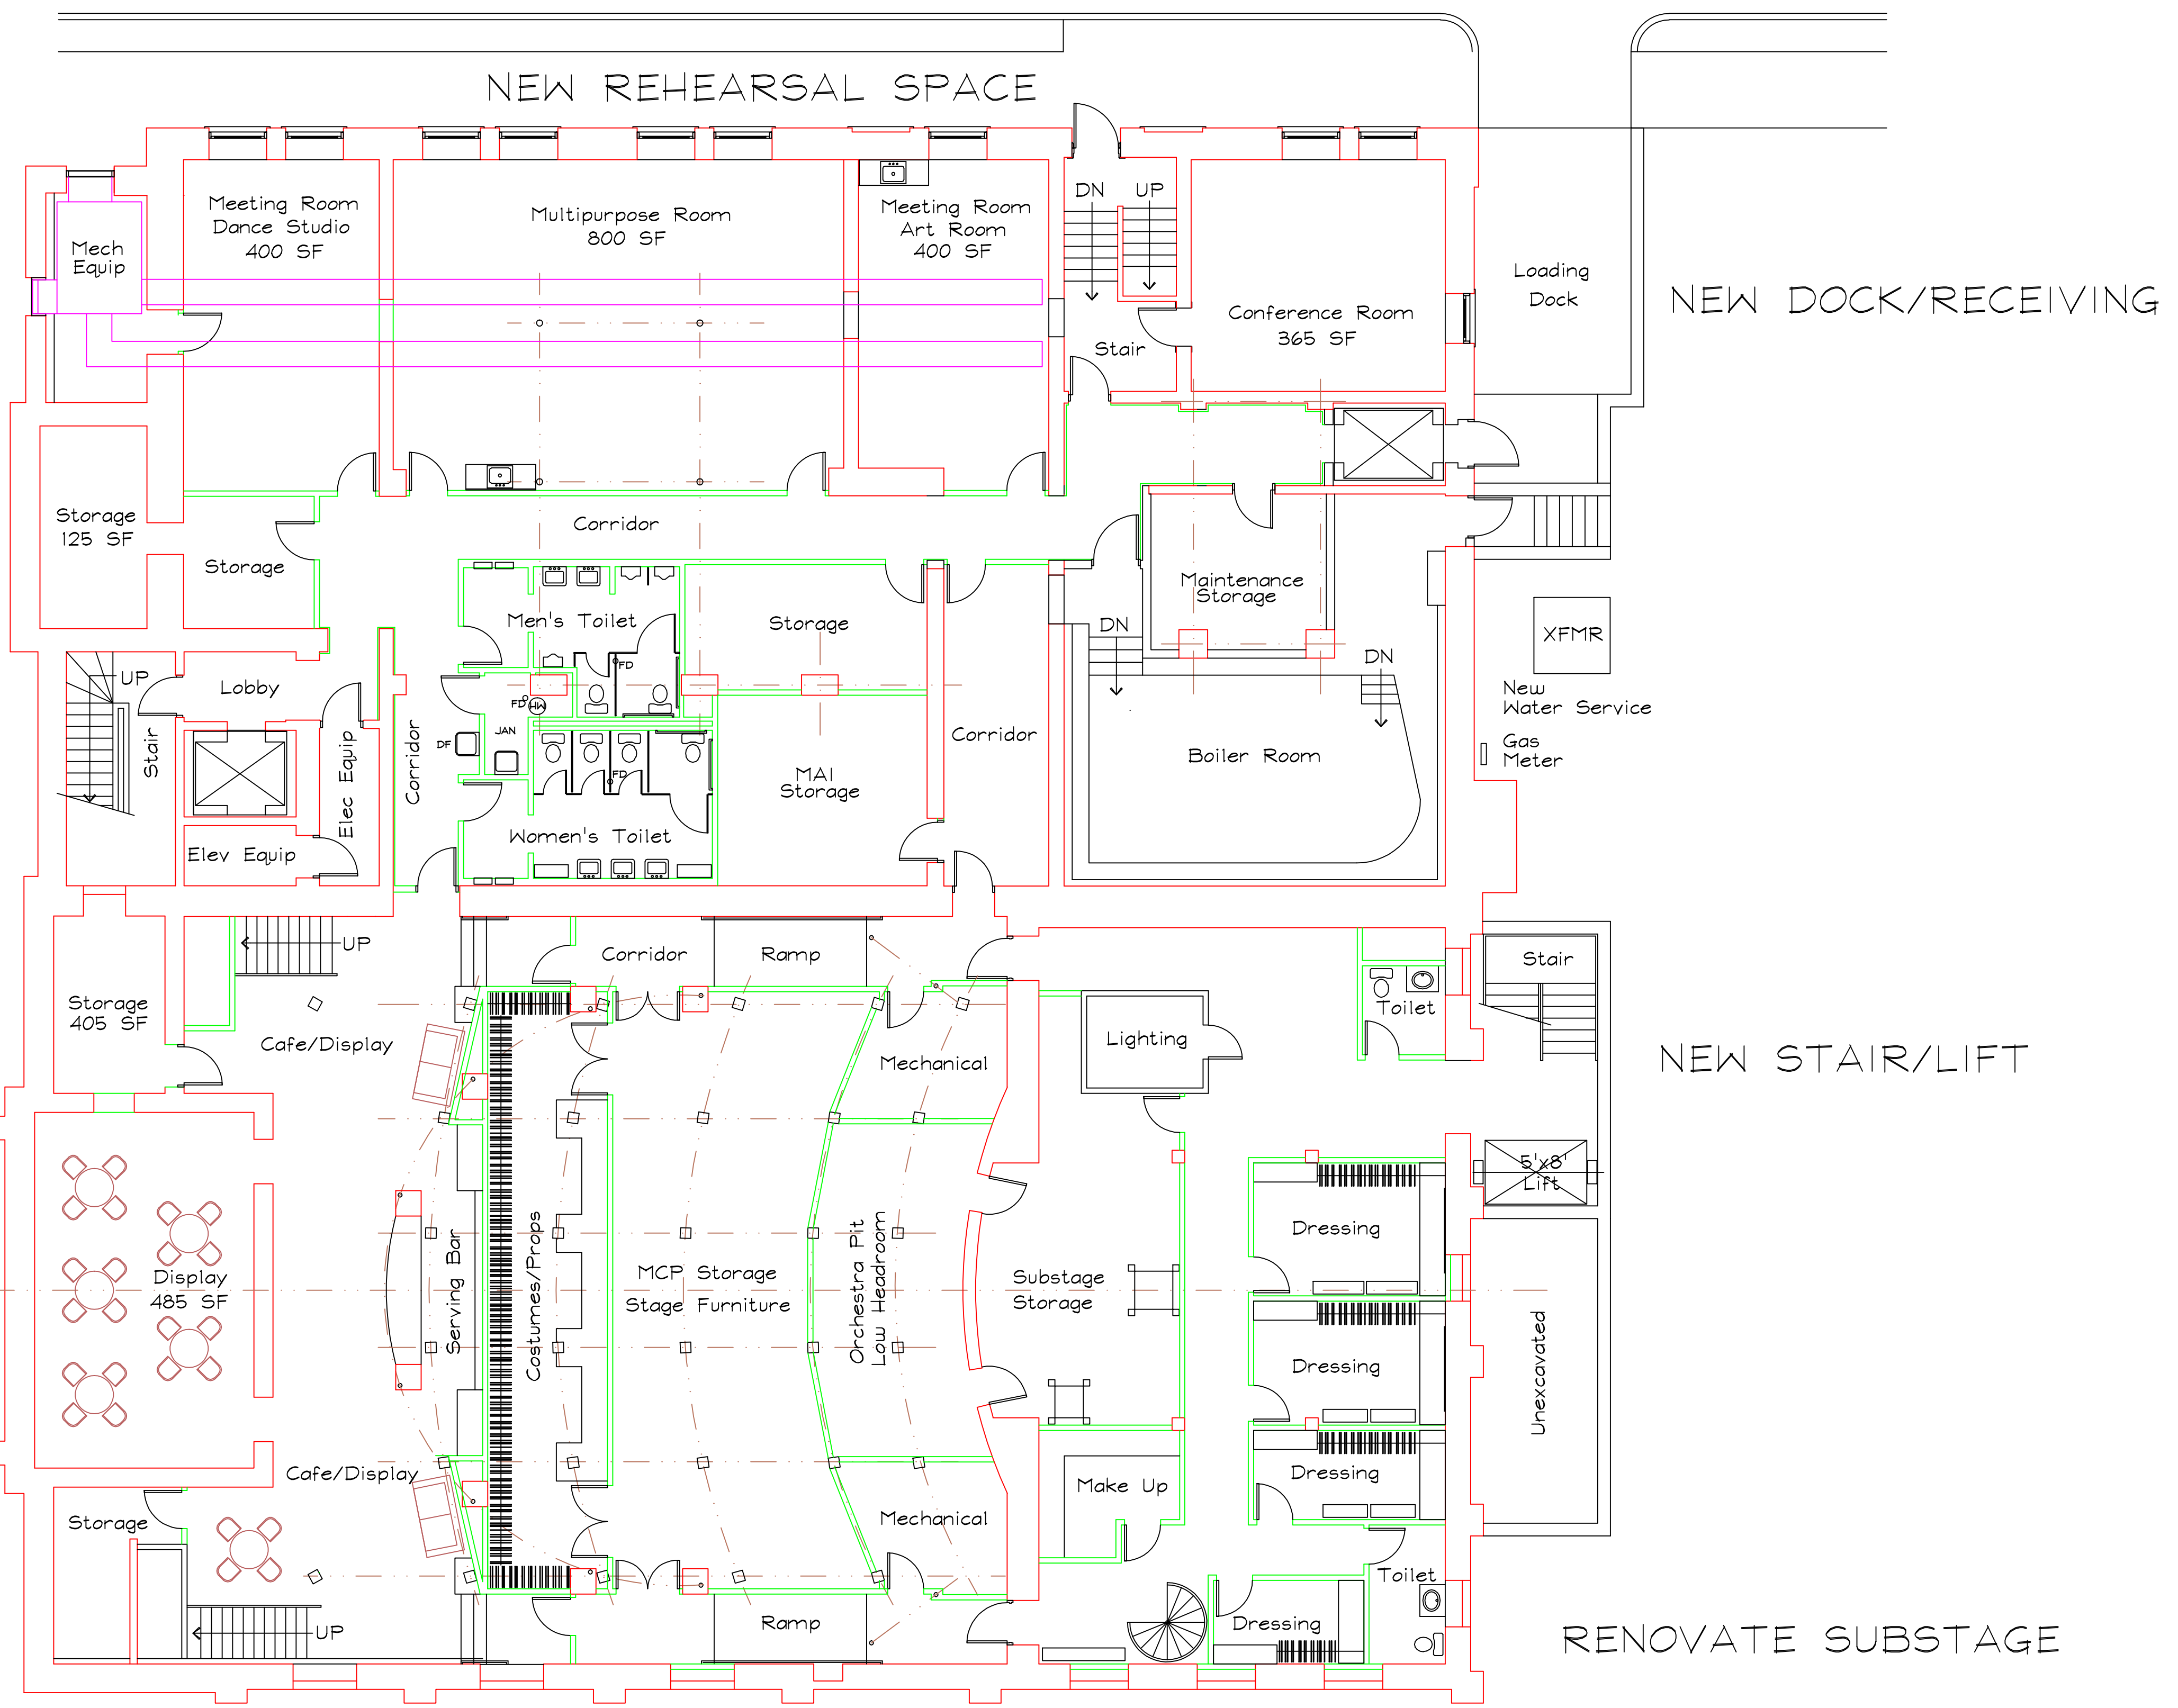 NEW REHEARSAL SPACE
Meeting Room
Dance Studio
400 SF
Multipurpose Room
800 SF
Meeting Room
Art Room
400 SF
DN
UP
Mech
Equip
Loading
Dock
NEW DOCK/RECEIVING
Conference Room
365 SF
Stair
Storage
125 SF
Corridor
Storage
Maintenance
Storage
Men's Toilet
Storage
DN
XFMR
FD
DN
UP
Lobby
New
Water Service
FD
HW
JAN
DF
Corridor
Stair
Elec Equip
Corridor
Gas
Meter
Boiler Room
FD
MAI
Storage
Women's Toilet
Elev Equip
UP
Corridor
Ramp
Stair
Storage
405 SF
Toilet
Cafe/Display
Lighting
NEW STAIR/LIFT
Mechanical
5'x8'
Lift
Dressing
Display
485 SF
Serving Bar
Costumes/Props
MCP Storage
Stage Furniture
Orchestra Pit
Low Headroom
Substage
Storage
Dressing
Unexcavated
Cafe/Display
Dressing
Make Up
Storage
Mechanical
Toilet
UP
Ramp
Dressing
RENOVATE SUBSTAGE